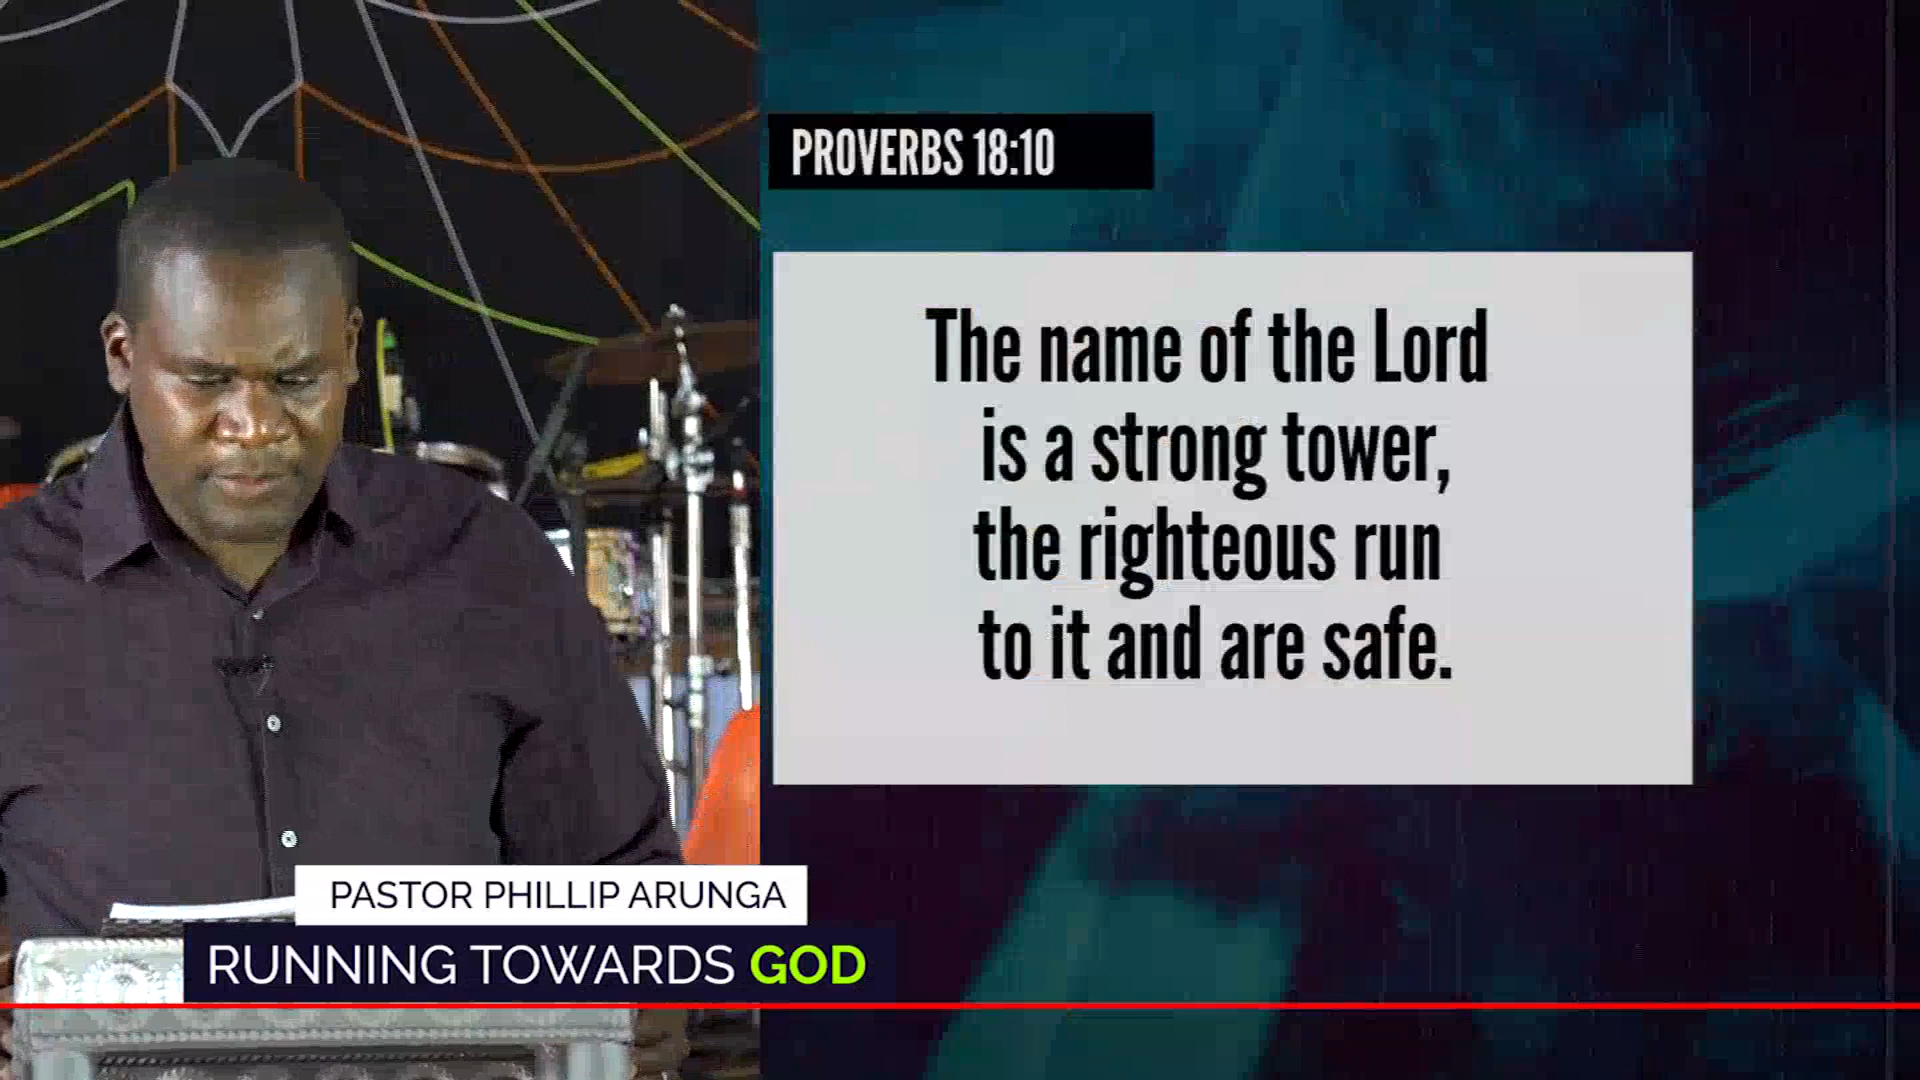 PROVERBS 18:10
The name of the Lord
is a strong tower,
the righteous run
to it and are safe.
PASTOR PHILLIP ARUNGA
RUNNING TOWARDS GOD